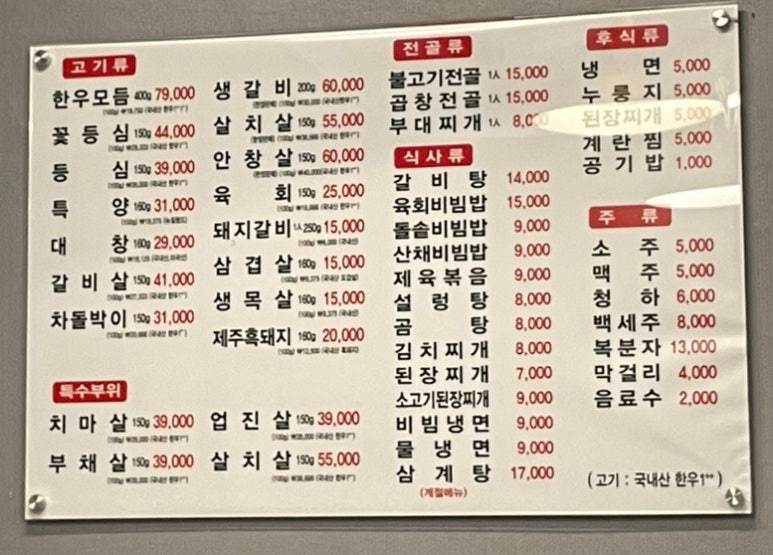 고기류
한우모듬 400g 79,000
꽃등심 150g 44,000
등심 150g 39,000
특양 160g 31,000
대창 160g 29,000
갈비살 150g 41,000
차돌박이 150g 31,000
생갈비 200g 60,000
살치살 150g 55,000
안창살 150g 60,000
육회 150g 25,000
돼지갈비 1人 250g 15,000
삼겹살 160g 15,000
생목살 160g 15,000
제주흑돼지 160g 20,000
특수부위
치마살 150g 39,000
부채살 150g 39,000
업진살 150g 39,000
살치살 150g 55,000
전골류
불고기전골 1人 15,000
곱창전골 1人 15,000
부대찌개 1人
식사류
갈비탕 14,000
육회비빔밥 15,000
돌솥비빔밥 9,000
산채비빔밥 9,000
제육볶음 9,000
설렁탕 8,000
곰탕 8,000
김치찌개 8,000
된장찌개 7,000
소고기된장찌개 9,000
비빔냉면 9,000
물냉면 9,000
삼계탕 17,000
(계절메뉴)
후식류
냉면 5,000
누룽지 5,000
된장찌개 5,000
계란찜 5,000
공기밥 1,000
주류
소주 5,000
맥주 5,000
청하 6,000
백세주 8,000
복분자 13,000
막걸리 4,000
음료수 2,000
(고기 : 국내산 한우1⁺⁺)